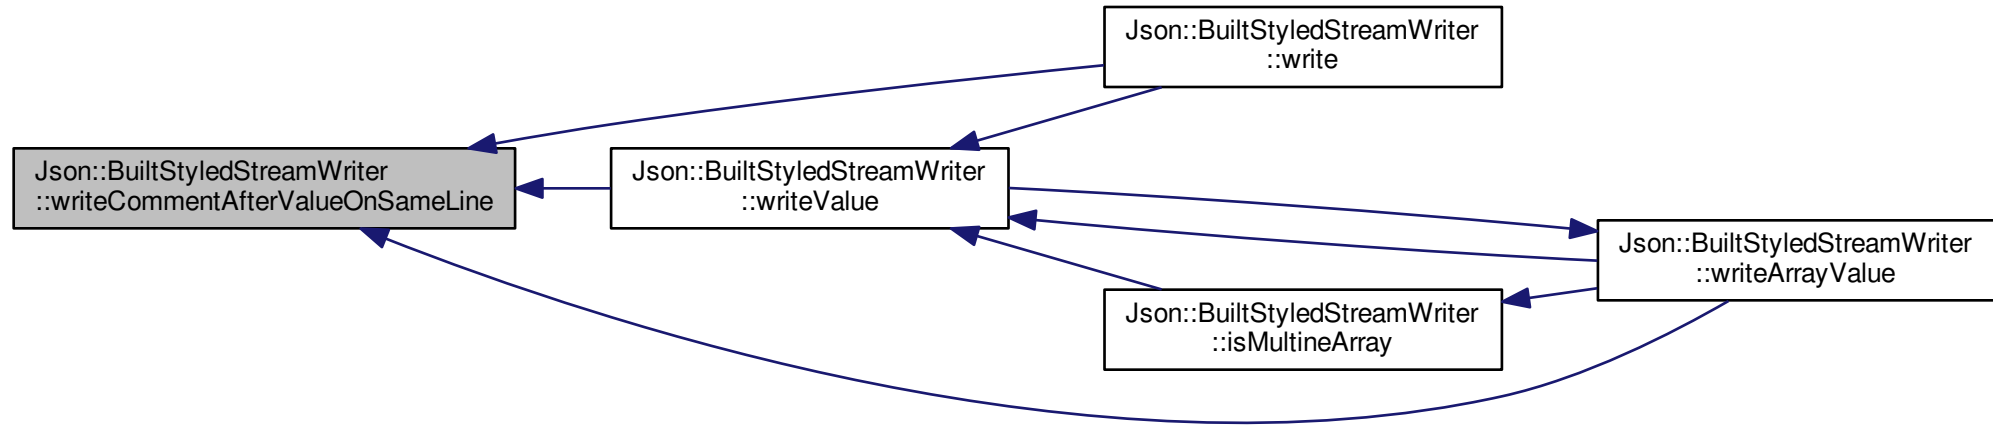 Json::BuiltStyledStreamWriter
::write
Json::BuiltStyledStreamWriter
::writeCommentAfterValueOnSameLine
Json::BuiltStyledStreamWriter
::writeValue
Json::BuiltStyledStreamWriter
::writeArrayValue
Json::BuiltStyledStreamWriter
::isMultineArray